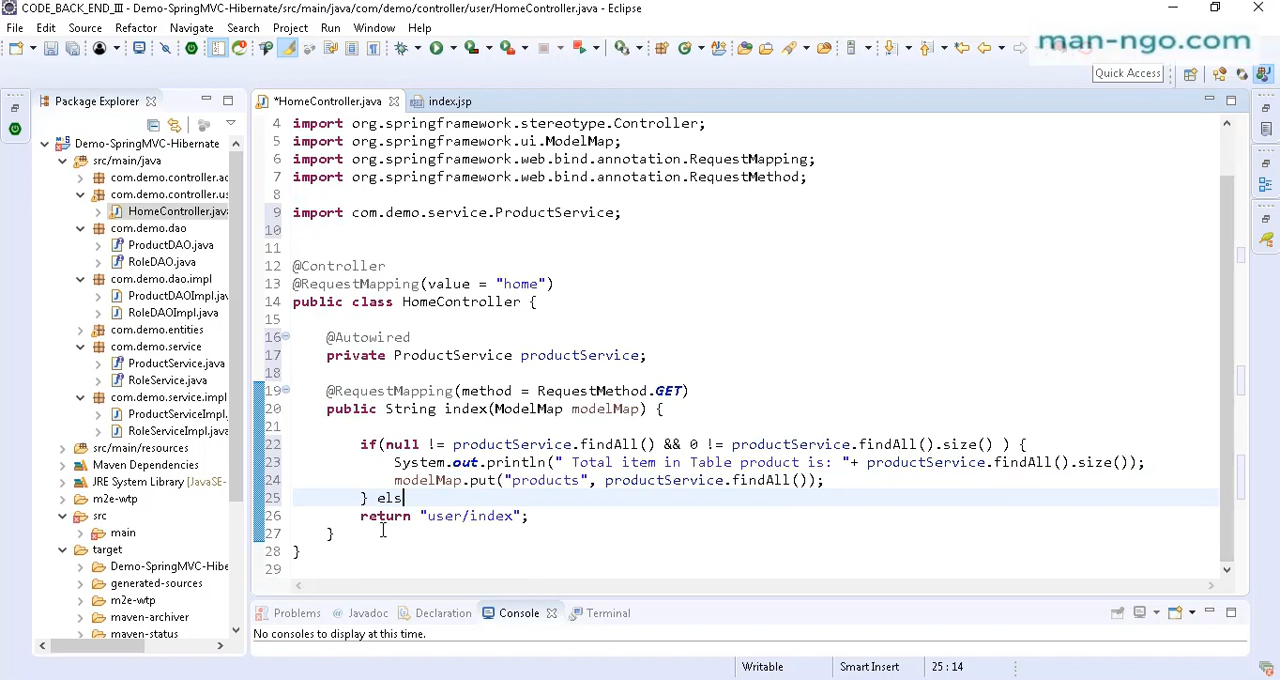 CODE_BACK_END_III - Demo-SpringMVC-Hibernate/src/main/java/com/demo/controller/user/HomeController.java - Eclipse
File Edit Source Refactor Navigate Search Project Run Window Help
man-ngo.com
Quick Access
Package Explorer
*HomeController.java
index.jsp
Demo-SpringMVC-Hibernate
src/main/java
com.demo.controller.ac
com.demo.controller.us
HomeController.java
com.demo.dao
ProductDAO.java
RoleDAO.java
com.demo.dao.impl
ProductDAOImpl.java
RoleDAOImpl.java
com.demo.entities
com.demo.service
ProductService.java
RoleService.java
com.demo.service.impl
ProductServiceImpl.
RoleServiceImpl.java
src/main/resources
Maven Dependencies
JRE System Library [JavaSE-
m2e-wtp
src
main
target
Demo-SpringMVC-Hibe
generated-sources
m2e-wtp
maven-archiver
maven-status
4 import org.springframework.stereotype.Controller;
5 import org.springframework.ui.ModelMap;
6 import org.springframework.web.bind.annotation.RequestMapping;
7 import org.springframework.web.bind.annotation.RequestMethod;
8
9 import com.demo.service.ProductService;
10
11
12 @Controller
13 @RequestMapping(value = "home")
14 public class HomeController {
15
16 @Autowired
17 private ProductService productService;
18
19 @RequestMapping(method = RequestMethod.GET)
20 public String index(ModelMap modelMap) {
21
22 if(null != productService.findAll() && 0 != productService.findAll().size() ) {
23 System.out.println(" Total item in Table product is: "+ productService.findAll().size());
24 modelMap.put("products", productService.findAll());
25 } els
26 return "user/index";
27 }
28 }
29
Problems @ Javadoc Declaration Console Terminal
No consoles to display at this time.
Writable Smart Insert 25 : 14